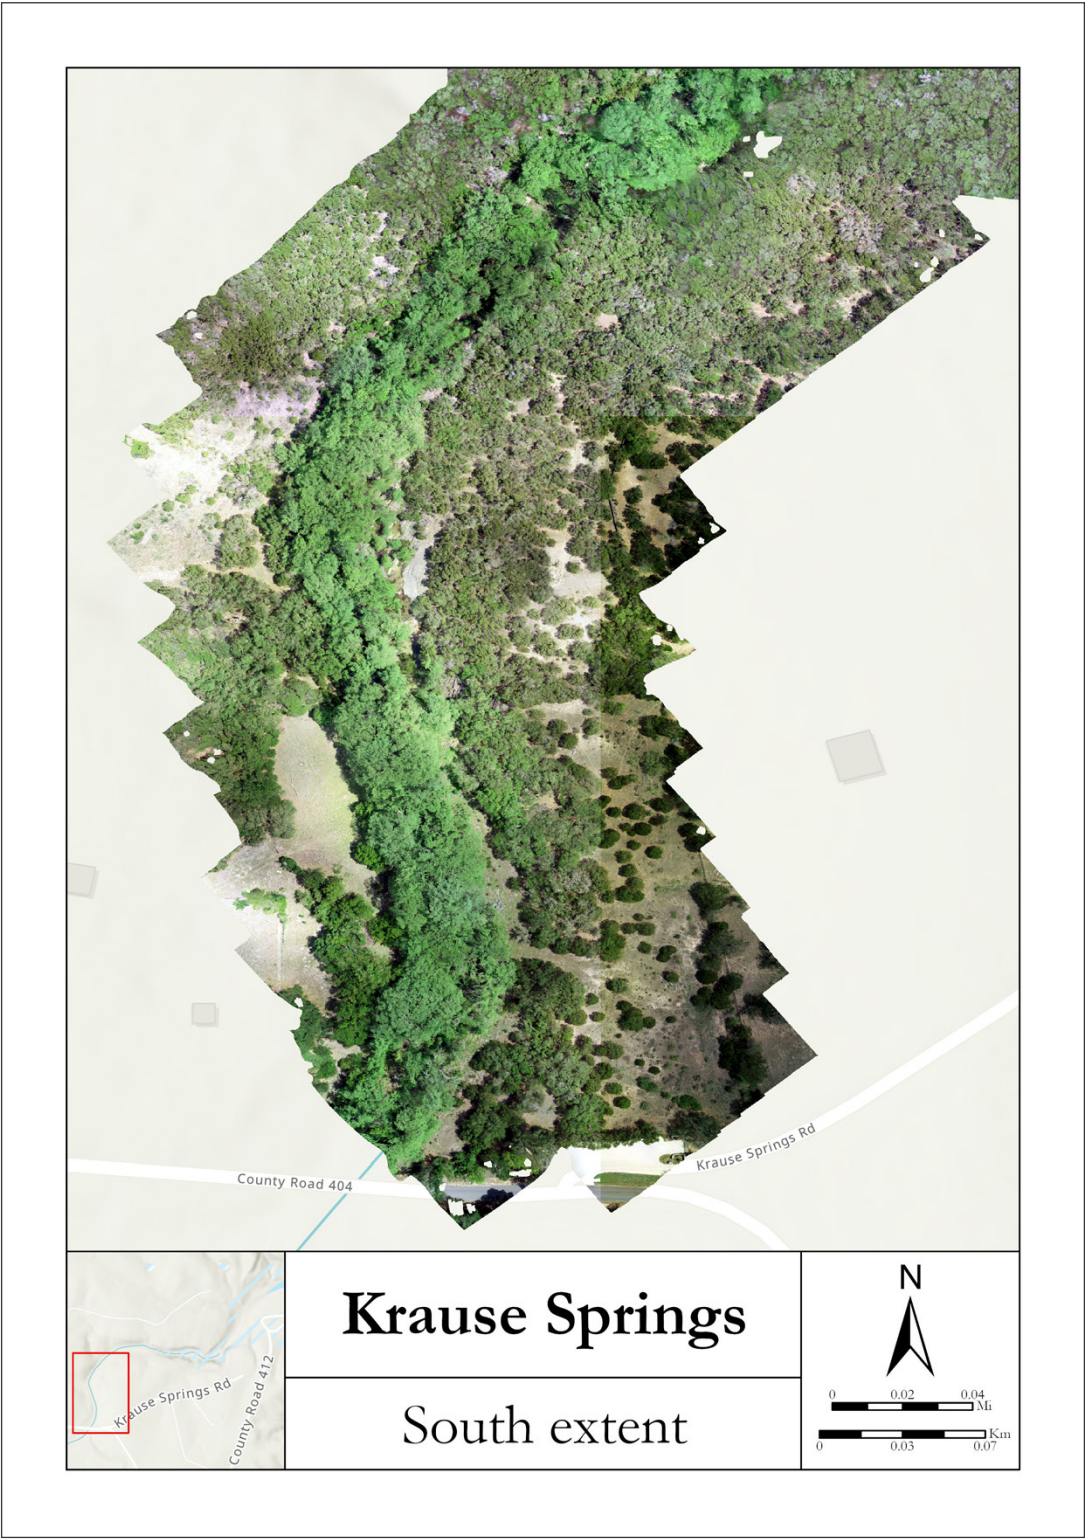 Krause Springs Rd
County Road 404
Krause Springs Rd
County Road 412
Krause Springs
South extent
N
0 0.02 0.04
Mi
Km
0 0.03 0.07